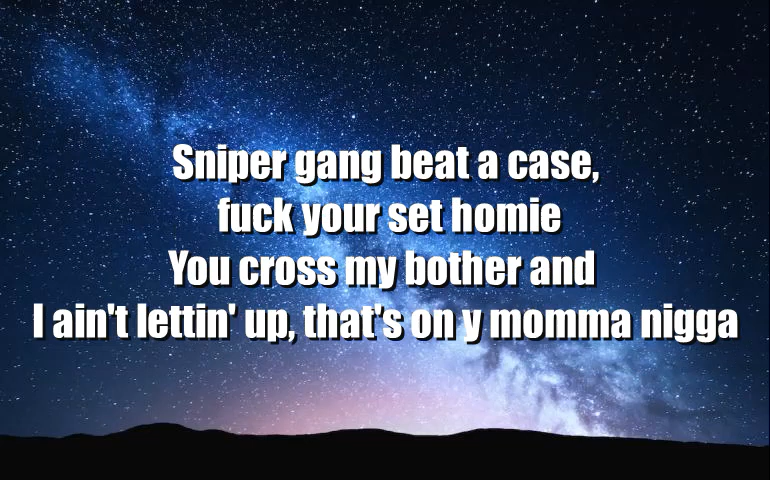 Sniper gang beat a case,
fuck your set homie
You cross my bother and
I ain't lettin' up, that's on y momma nigga